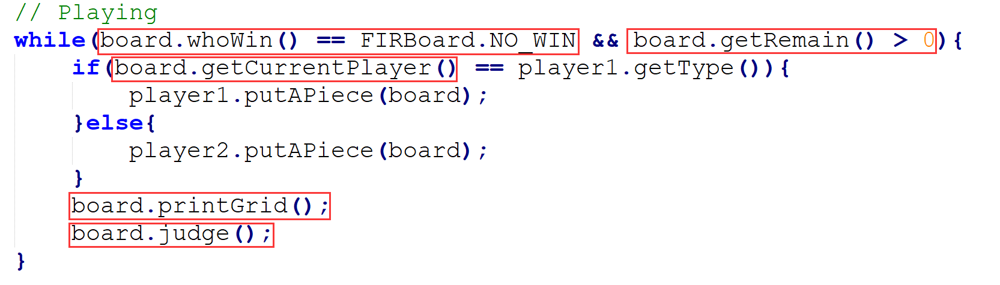 // Playing
while(board.whoWin() == FIRBoard.NO_WIN && board.getRemain() > 0){
    if(board.getCurrentPlayer() == player1.getType()){
        player1.putAPiece(board);
    }else{
        player2.putAPiece(board);
    }
    board.printGrid();
    board.judge();
}